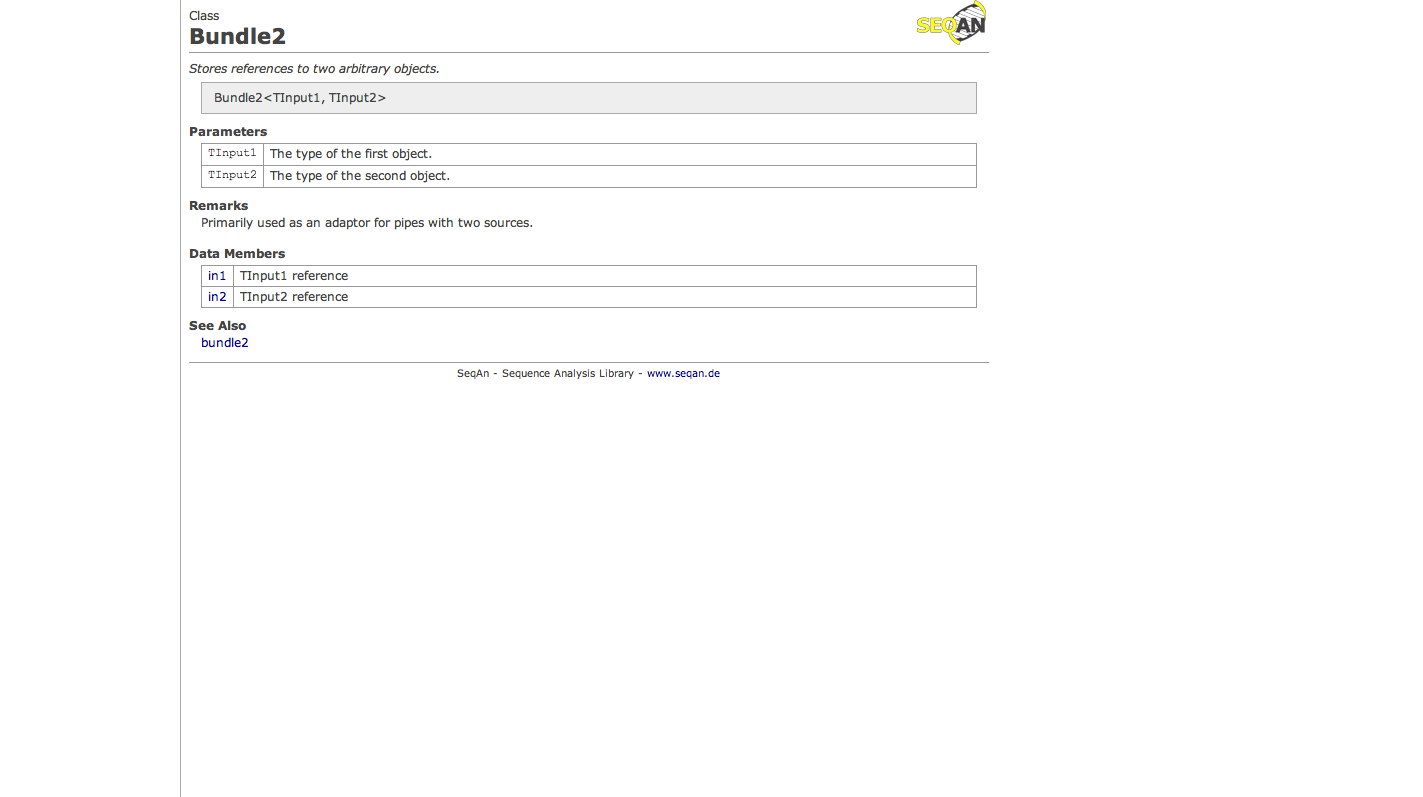 Class
SEQAN
Bundle2
Stores references to two arbitrary objects.
Bundle2<TInput1, TInput2>
Parameters
TInput1 The type of the first object.
TInput2 The type of the second object.
Remarks
Primarily used as an adaptor for pipes with two sources.
Data Members
in1 TInput1 reference
in2 TInput2 reference
See Also
bundle2
SeqAn - Sequence Analysis Library - www.seqan.de